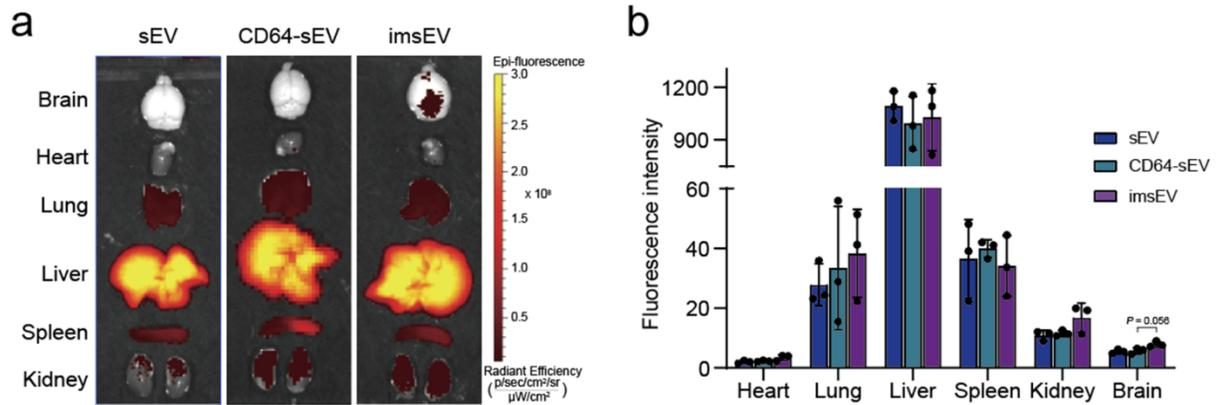 a
sEV CD64-sEV imsEV
Epi-fluorescence
Brain
Heart
Lung
Liver
Spleen
Kidney
3.0
2.5
2.0
x 10⁸
1.5
1.0
0.5
Radiant Efficiency
( p/sec/cm²/sr )
µW/cm²
b
Fluorescence intensity
1200
900
60
40
20
0
sEV
CD64-sEV
imsEV
P = 0.056
Heart Lung Liver Spleen Kidney Brain